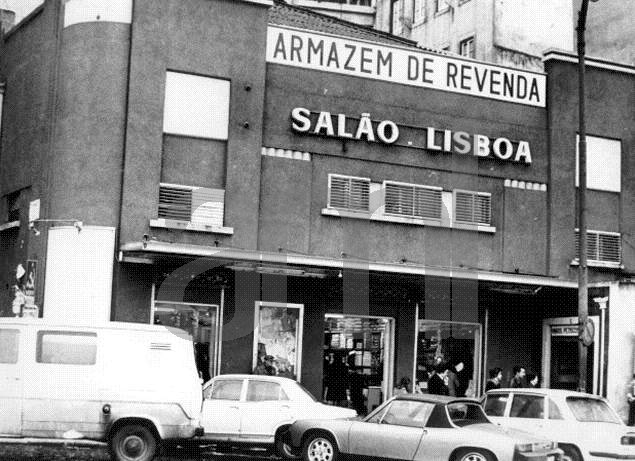 ARMAZEM DE REVENDA
SALÃO LISBOA